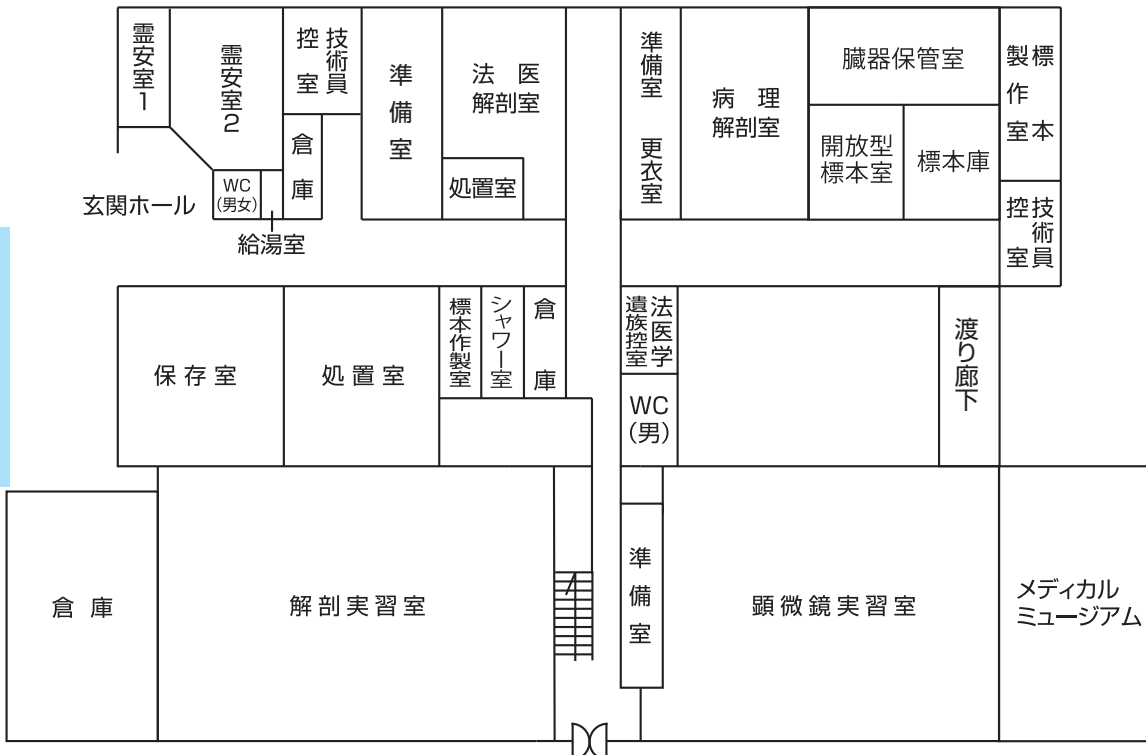 霊安室1
霊安室2
技術員
控室
準備室
法医
解剖室
準備室 更衣室
病理
解剖室
臓器保管室
標本
製作室
倉庫
処置室
開放型
標本室
標本庫
WC
(男女)
玄関ホール
給湯室
技術員
控室
保存室
処置室
標本作製室
シャワー室
倉庫
法医学
遺族控室
WC
(男)
渡り廊下
倉庫
解剖実習室
準備室
顕微鏡実習室
メディカル
ミュージアム